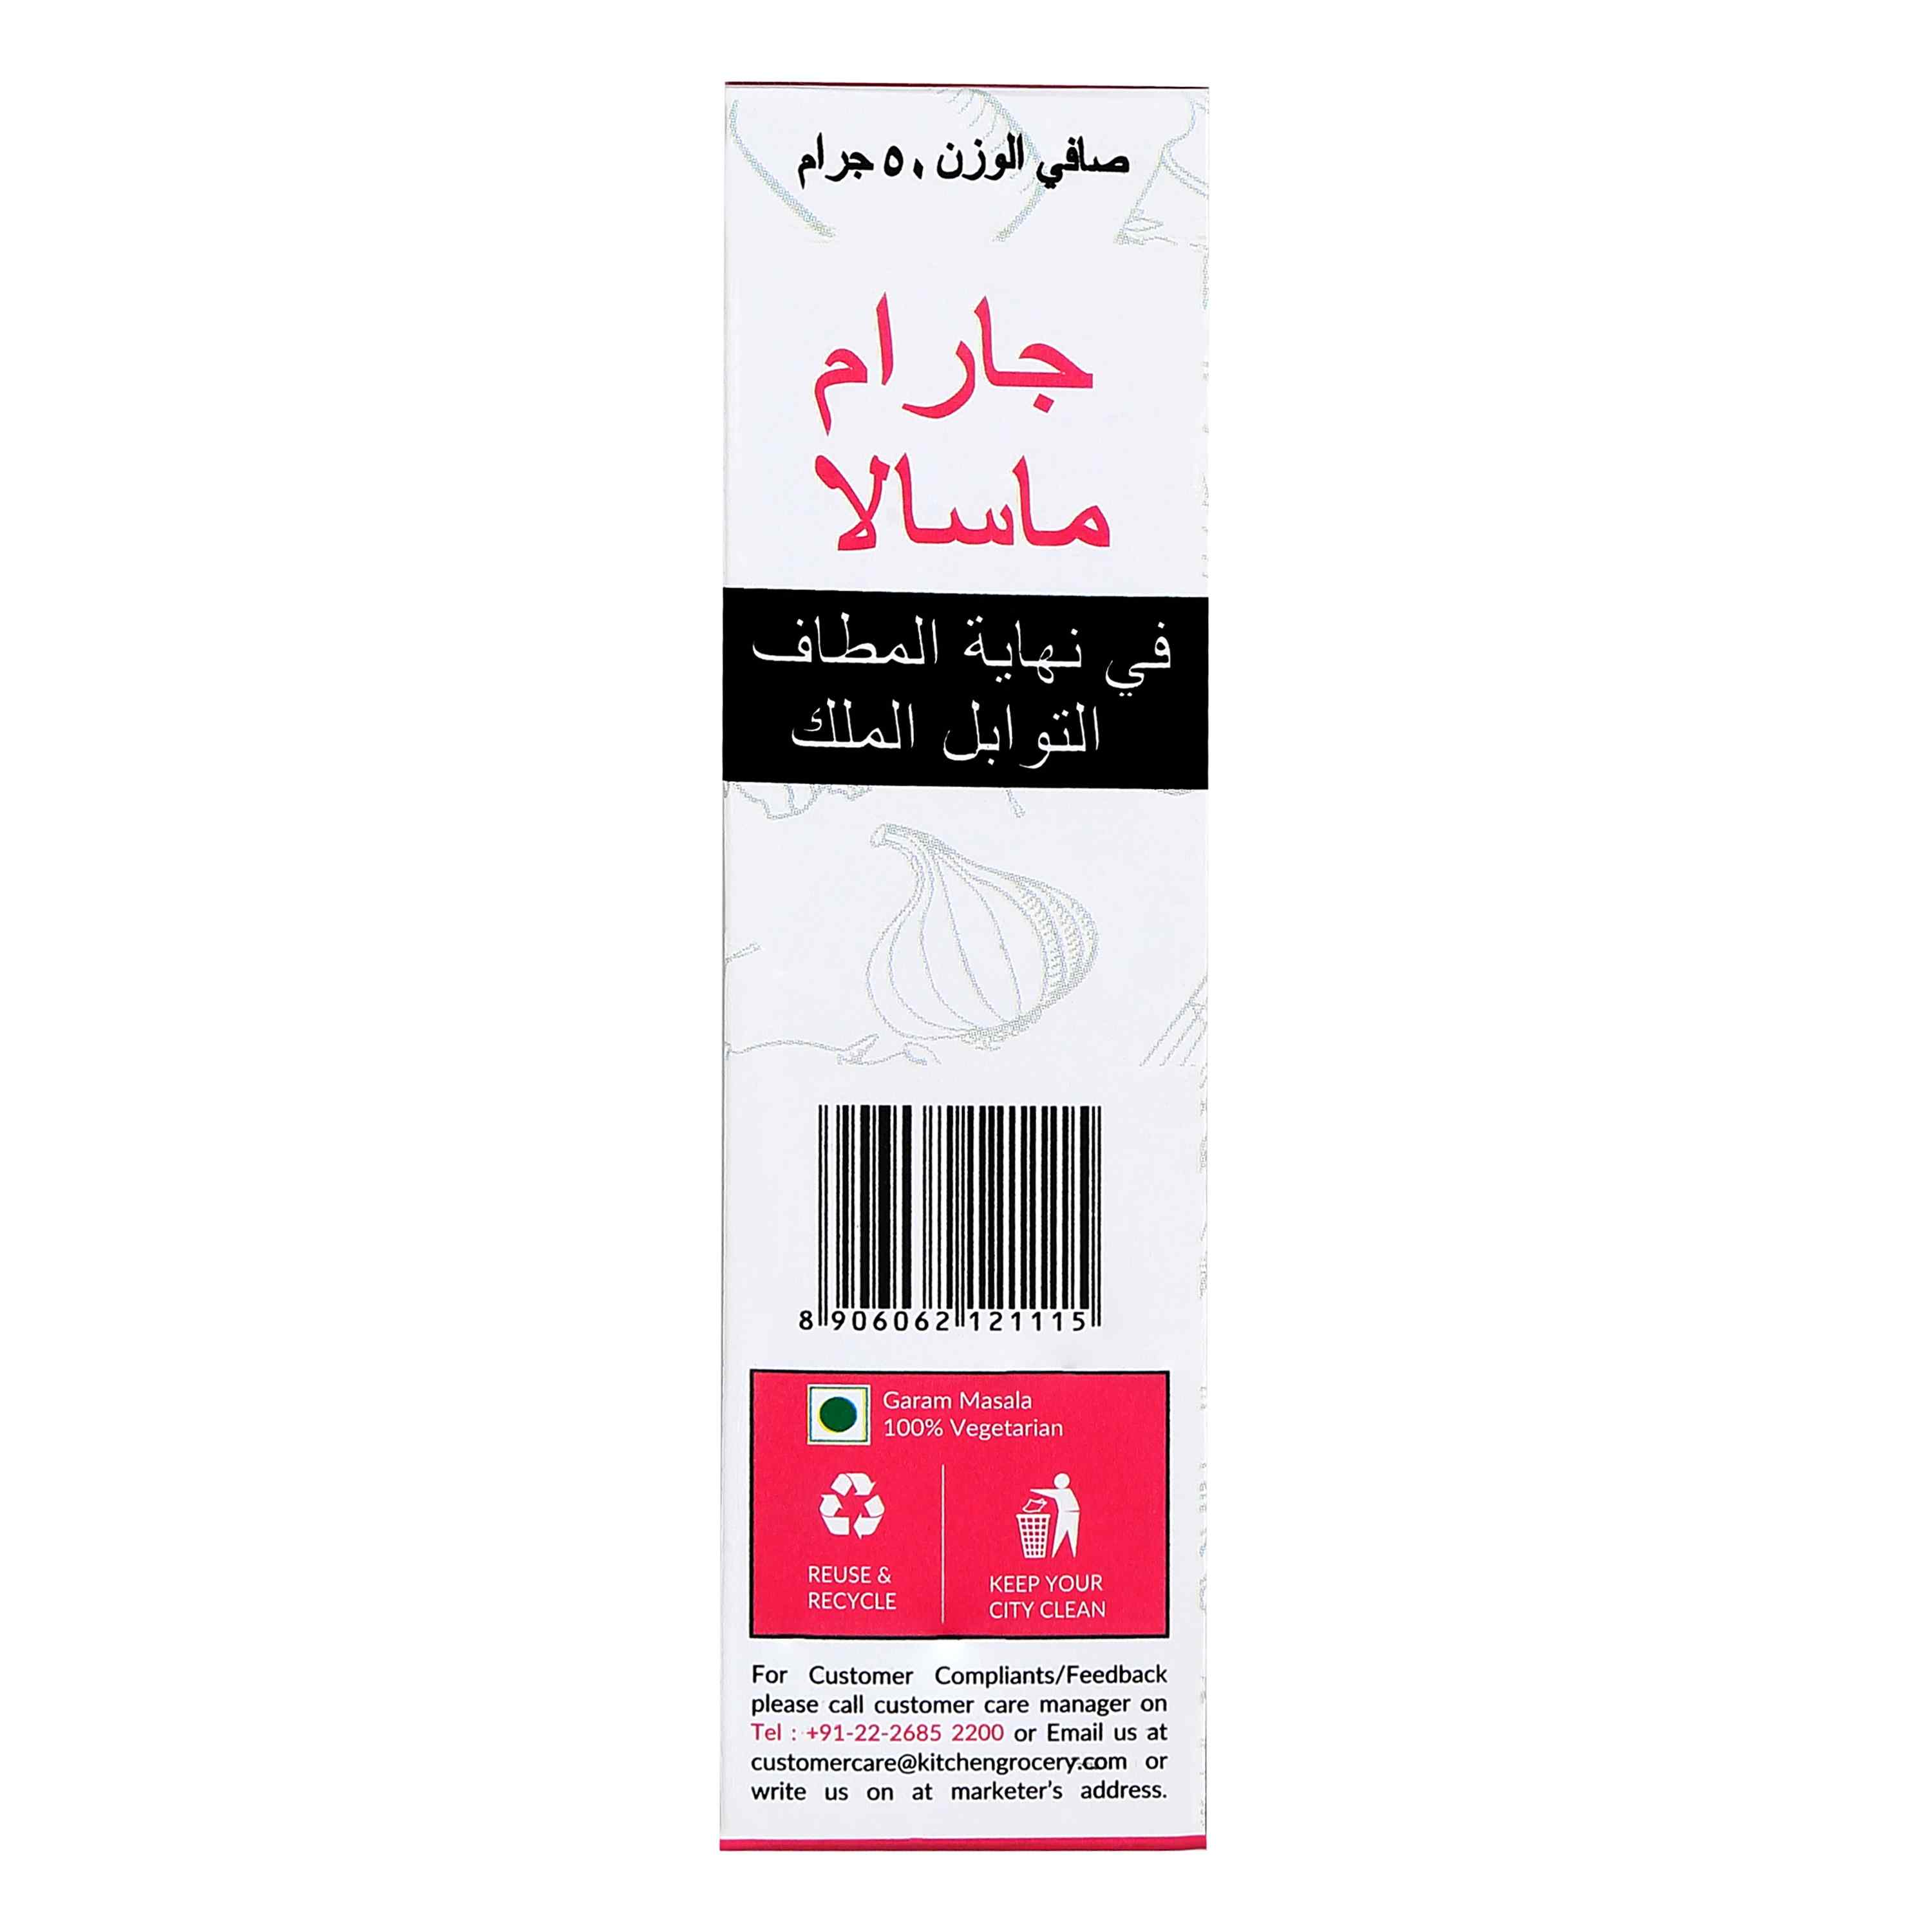 صافي الوزن ٥٠ جرام
جارام
ماسالا
في نهاية المطاف
التوابل الملك
8 906062 121115
Garam Masala
100% Vegetarian
REUSE &
RECYCLE
KEEP YOUR
CITY CLEAN
For Customer Compliants/Feedback
please call customer care manager on
Tel : +91-22-2685 2200 or Email us at
customercare@kitchengrocery.com or
write us on at marketer's address.